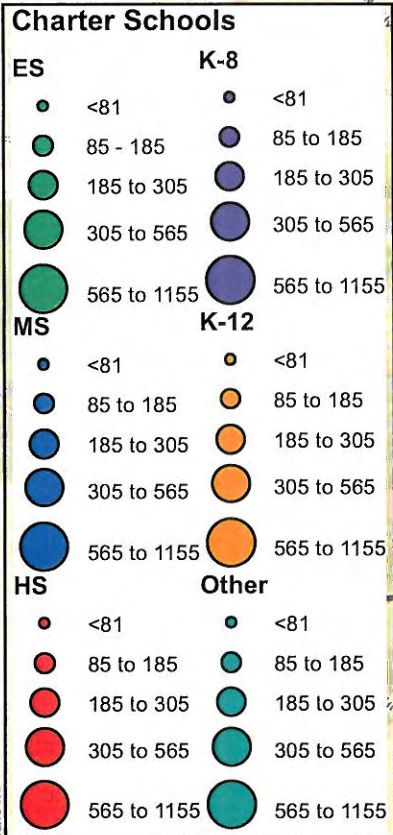 Charter Schools
ES
<81
85 - 185
185 to 305
305 to 565
565 to 1155
K-8
<81
85 to 185
185 to 305
305 to 565
565 to 1155
MS
<81
85 to 185
185 to 305
305 to 565
565 to 1155
K-12
<81
85 to 185
185 to 305
305 to 565
565 to 1155
HS
<81
85 to 185
185 to 305
305 to 565
565 to 1155
Other
<81
85 to 185
185 to 305
305 to 565
565 to 1155